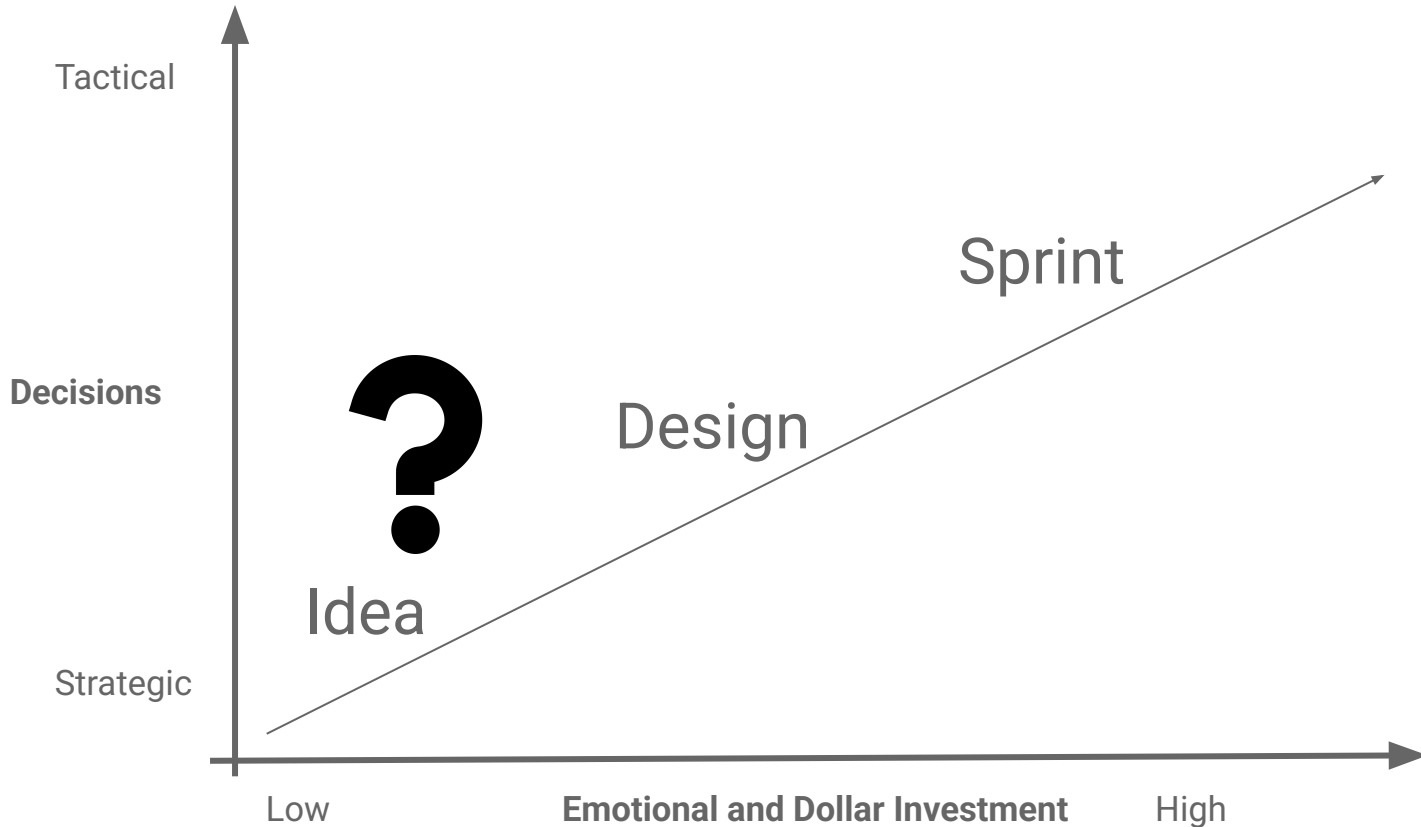 Tactical
Sprint
Decisions
?
Design
Idea
Strategic
Low
Emotional and Dollar Investment
High